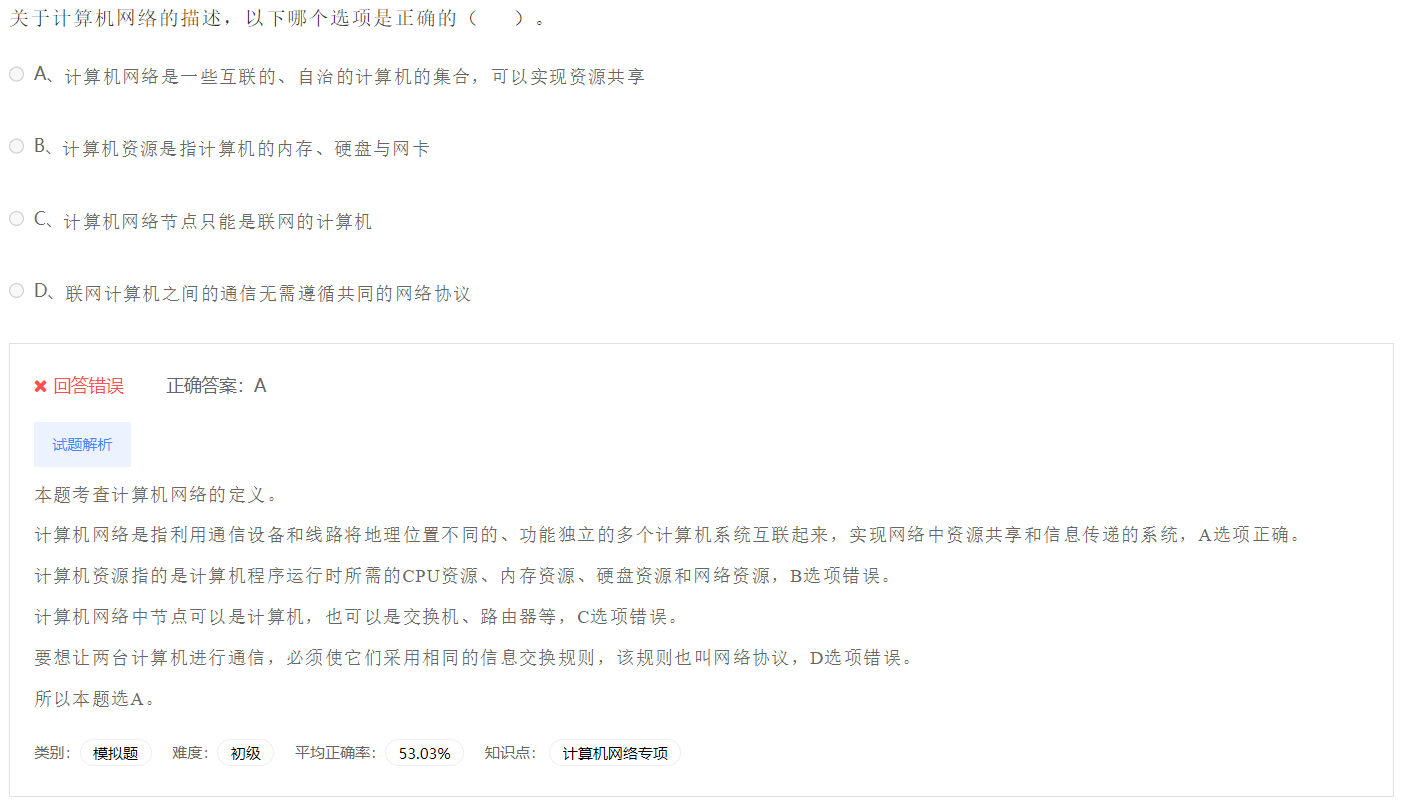 关于计算机网络的描述，以下哪个选项是正确的（　　）。
A、计算机网络是一些互联的、自治的计算机的集合，可以实现资源共享
B、计算机资源是指计算机的内存、硬盘与网卡
C、计算机网络节点只能是联网的计算机
D、联网计算机之间的通信无需遵循共同的网络协议
回答错误 正确答案：A
试题解析
本题考查计算机网络的定义。
计算机网络是指利用通信设备和线路将地理位置不同的、功能独立的多个计算机系统互联起来，实现网络中资源共享和信息传递的系统，A选项正确。
计算机资源指的是计算机程序运行时所需的CPU资源、内存资源、硬盘资源和网络资源，B选项错误。
计算机网络中节点可以是计算机，也可以是交换机、路由器等，C选项错误。
要想让两台计算机进行通信，必须使它们采用相同的信息交换规则，该规则也叫网络协议，D选项错误。
所以本题选A。
类别： 模拟题 难度： 初级 平均正确率： 53.03% 知识点： 计算机网络专项